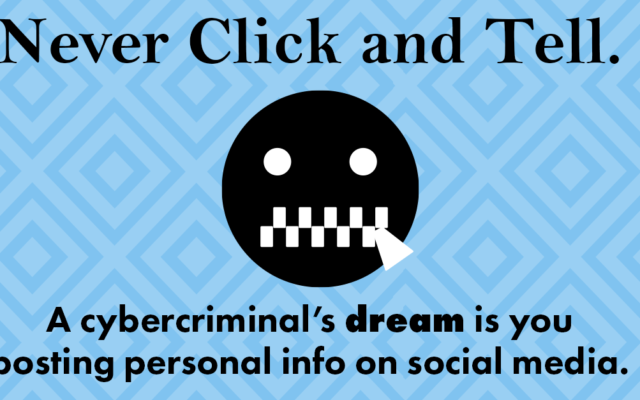 Never Click and Tell.
A cybercriminal's dream is you
posting personal info on social media.